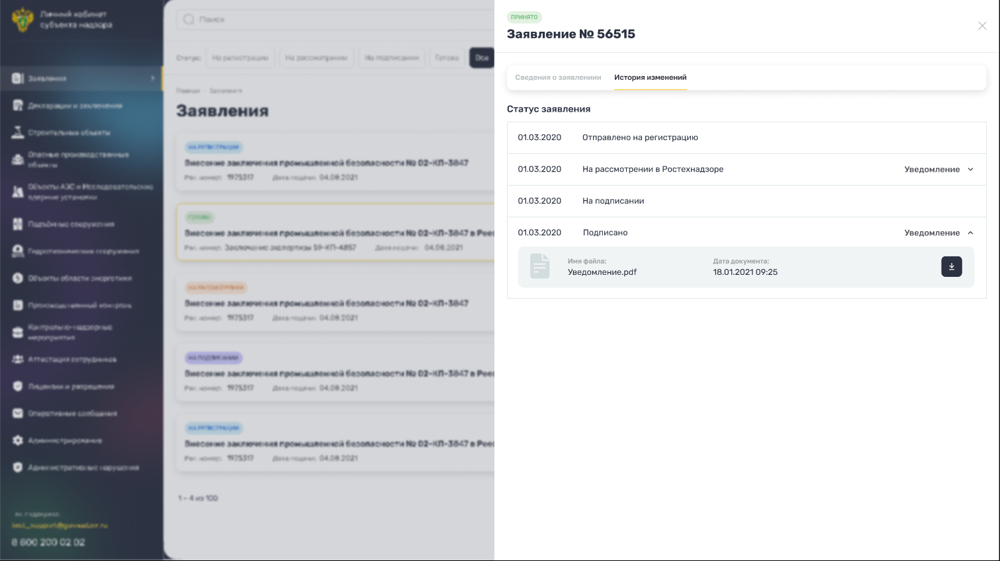 Личный кабинет
субъекта надзора
Заявления
Декларации и заключения
Строительные объекты
Опасные производственные
объекты
Объекты АЭС и Исследовательские
ядерные установки
Подъёмные сооружения
Гидротехнические сооружения
Объекты области энергетики
Производственный контроль
Контрольно-надзорные
мероприятия
Аттестация сотрудников
Лицензии и разрешения
Оперативные сообщения
Администрирование
Административные нарушения
8 800 200 02 02
Поиск
Статус:
На регистрации
На рассмотрении
На подписании
Готово
Все
Главная
Заявления
Заявления
НА РЕГИСТРАЦИИ
Внесение заключения промышленной безопасности № 02-КП-3847
Рег. номер: 1975317 Дата подачи: 04.08.2021
ГОТОВО
Внесение заключения промышленной безопасности № 02-КП-3847 в Реес
Рег. номер: Заключение экспертизы 59-КП-4857 Дата подачи: 04.08.2021
НА РАССМОТРЕНИИ
Внесение заключения промышленной безопасности № 02-КП-3847
Рег. номер: 1975317 Дата подачи: 04.08.2021
НА ПОДПИСАНИИ
Внесение заключения промышленной безопасности № 02-КП-3847 в Реес
Рег. номер: 1975317 Дата подачи: 04.08.2021
НА РЕГИСТРАЦИИ
Внесение заключения промышленной безопасности № 02-КП-3847 в Реес
Рег. номер: 1975317 Дата подачи: 04.08.2021
1 – 4 из 100
ПРИНЯТО
Заявление № 56515
Сведения о заявлениии
История изменений
Статус заявления
01.03.2020 Отправлено на регистрацию
01.03.2020 На рассмотрении в Ростехнадзоре Уведомление
01.03.2020 На подписании
01.03.2020 Подписано Уведомление
Имя файла: Дата документа:
Уведомление.pdf 18.01.2021 09:25